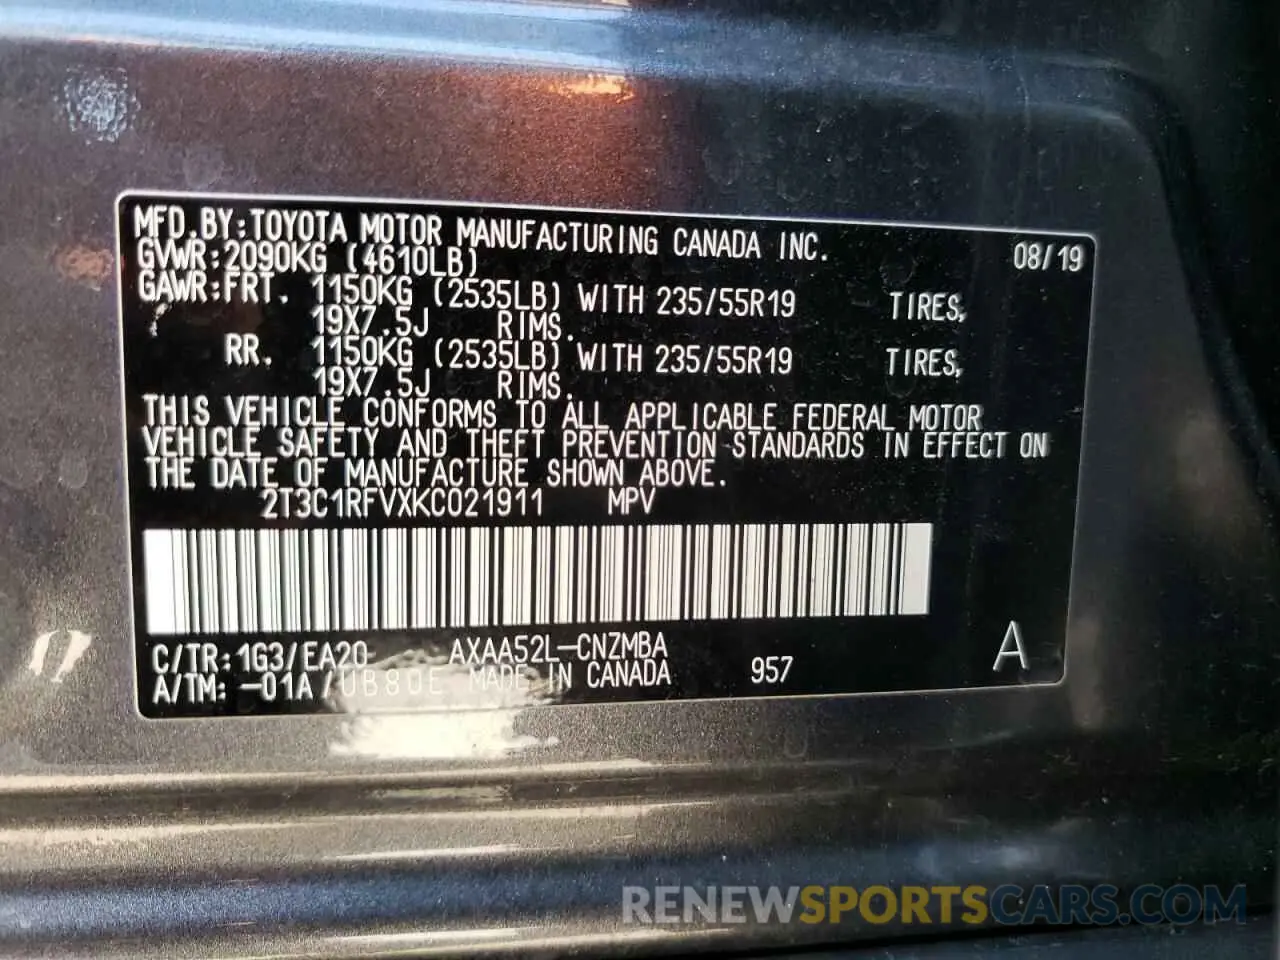 MFD.BY:TOYOTA MOTOR MANUFACTURING CANADA INC. 08/19
GVWR:2090KG (4610LB)
GAWR:FRT. 1150KG (2535LB) WITH 235/55R19 TIRES,
19X7.5J RIMS.
RR. 1150KG (2535LB) WITH 235/55R19 TIRES,
19X7.5J RIMS.
THIS VEHICLE CONFORMS TO ALL APPLICABLE FEDERAL MOTOR
VEHICLE SAFETY AND THEFT PREVENTION STANDARDS IN EFFECT ON
THE DATE OF MANUFACTURE SHOWN ABOVE.
2T3C1RFVXKC021911 MPV
C/TR:1G3/EA20 AXAA52L-CNZMBA A
A/TM:-01A/UB80E MADE IN CANADA 957
RENEWSPORTSCARS.COM